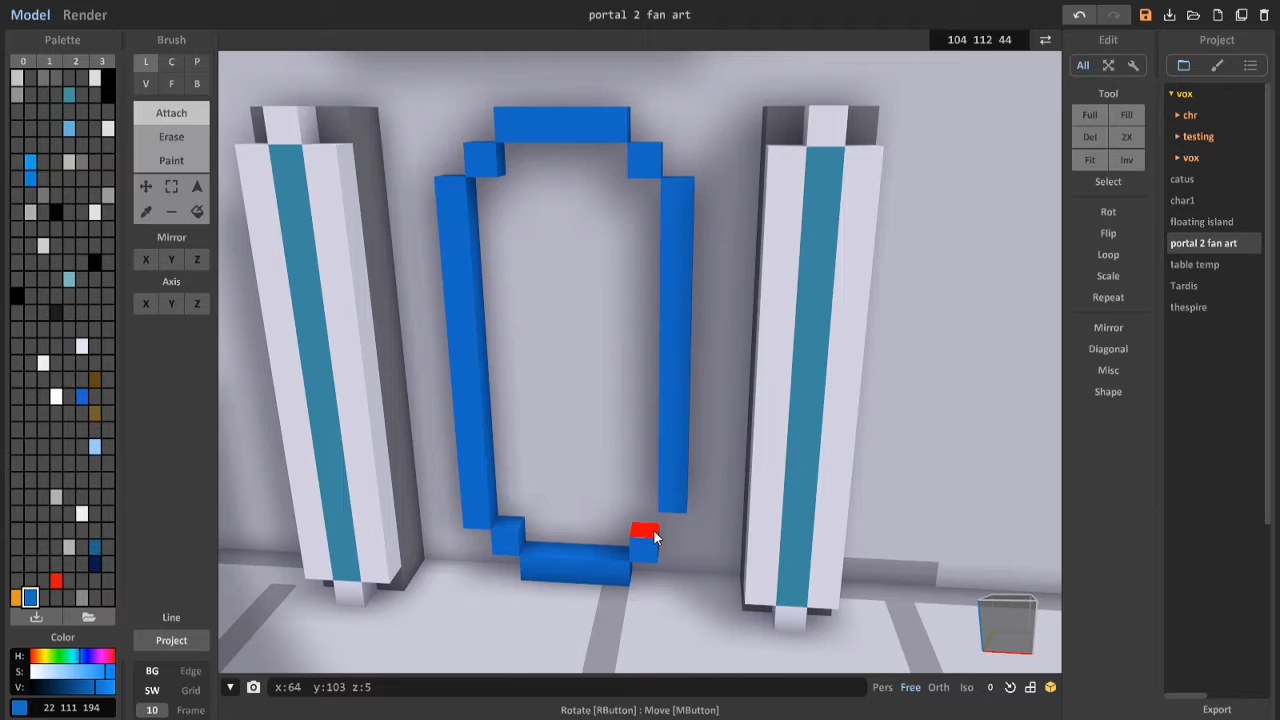 Model Render
portal 2 fan art
Palette
Brush
104 112 44
Edit
Project
0 1 2 3
L C P
V F B
Attach
Erase
Paint
Mirror
X Y Z
Axis
X Y Z
All
Tool
Full Fill
Del 2X
Fit Inv
Select
Rot
Flip
Loop
Scale
Repeat
Mirror
Diagonal
Misc
Shape
vox
chr
testing
vox
catus
char1
floating island
portal 2 fan art
table temp
Tardis
thespire
Line
Project
Color
H:
S:
V:
22 111 194
BG Edge
SW Grid
10 Frame
x:64 y:103 z:5
Pers Free Orth Iso 0
Rotate [RButton] : Move [MButton]
Export